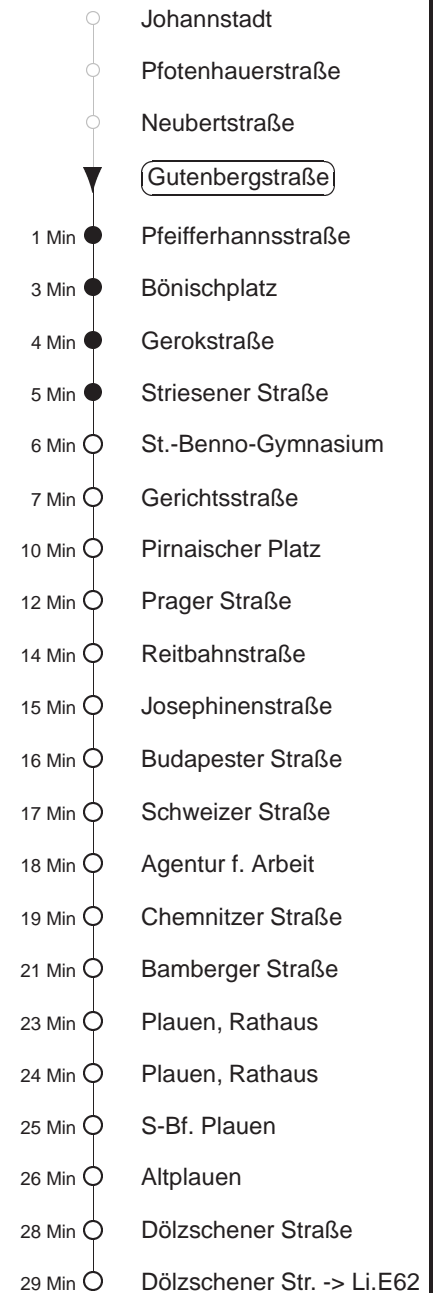 Johannstadt
Pfotenhauerstraße
Neubertstraße
Gutenbergstraße
1 Min Pfeifferhannsstraße
3 Min Bönischplatz
4 Min Gerokstraße
5 Min Striesener Straße
6 Min St.-Benno-Gymnasium
7 Min Gerichtsstraße
10 Min Pirnaischer Platz
12 Min Prager Straße
14 Min Reitbahnstraße
15 Min Josephinenstraße
16 Min Budapester Straße
17 Min Schweizer Straße
18 Min Agentur f. Arbeit
19 Min Chemnitzer Straße
21 Min Bamberger Straße
23 Min Plauen, Rathaus
24 Min Plauen, Rathaus
25 Min S-Bf. Plauen
26 Min Altplauen
28 Min Dölzschener Straße
29 Min Dölzschener Str. -> Li.E62